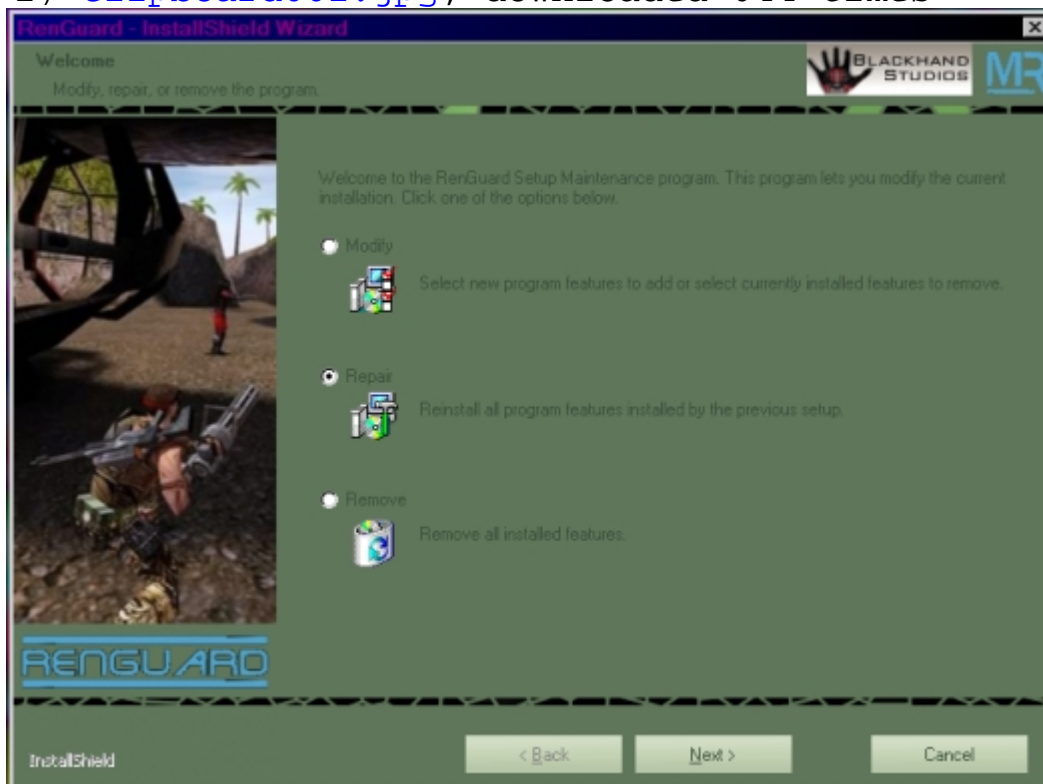 RenGuard - InstallShield Wizard
Welcome
Modify, repair, or remove the program.
BLACKHAND
STUDIOS
Welcome to the RenGuard Setup Maintenance program. This program lets you modify the current
installation. Click one of the options below.
Modify
Select new program features to add or select currently installed features to remove.
Repair
Reinstall all program features installed by the previous setup.
Remove
Remove all installed features.
RENGUARD
InstallShield
< Back
Next >
Cancel